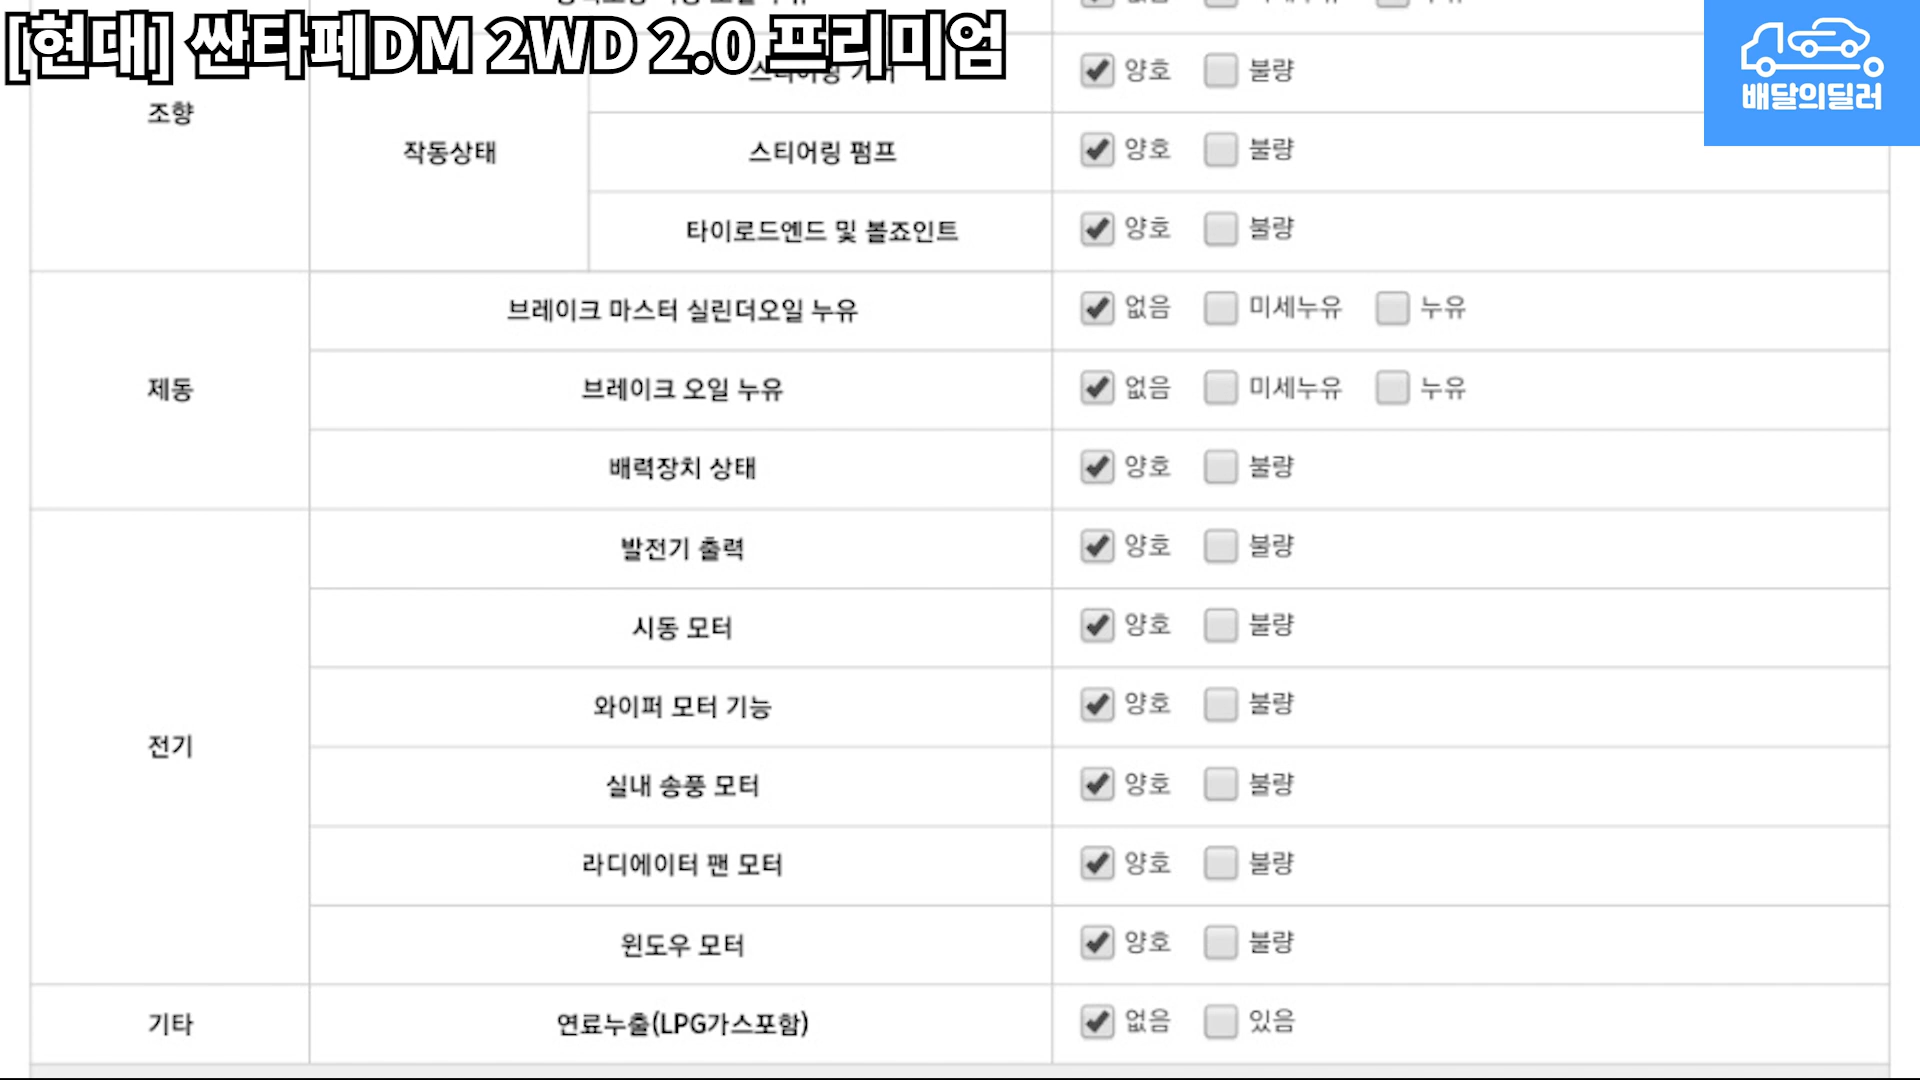 [현대] 싼타페DM 2WD 2.0 프리미엄
배달의딜러
조향
작동상태
양호 불량
스티어링 펌프 양호 불량
타이로드엔드 및 볼죠인트 양호 불량
제동
브레이크 마스터 실린더오일 누유 없음 미세누유 누유
브레이크 오일 누유 없음 미세누유 누유
배력장치 상태 양호 불량
전기
발전기 출력 양호 불량
시동 모터 양호 불량
와이퍼 모터 기능 양호 불량
실내 송풍 모터 양호 불량
라디에이터 팬 모터 양호 불량
윈도우 모터 양호 불량
기타
연료누출(LPG가스포함) 없음 있음